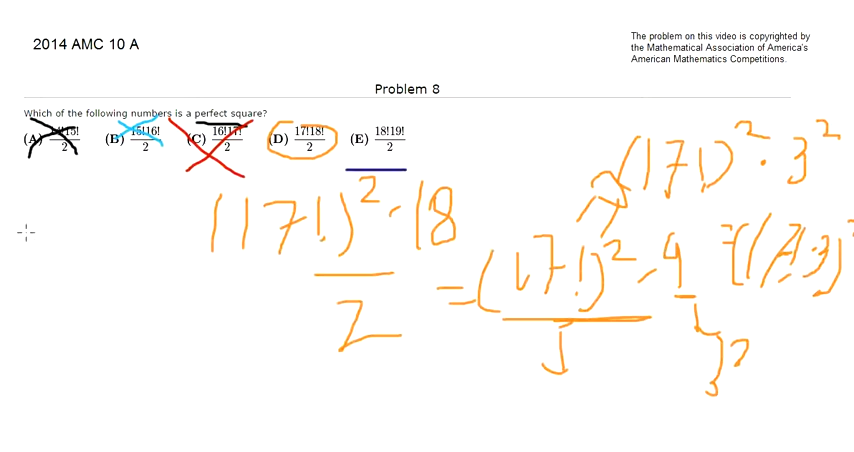 2014 AMC 10 A
The problem on this video is copyrighted by
the Mathematical Association of America's
American Mathematics Competitions.
Problem 8
Which of the following numbers is a perfect square?
(A) 14!15!/2 (B) 15!16!/2 (C) 16!17!/2 (D) 17!18!/2 (E) 18!19!/2
(17!)² · 3²
(17!)² · 18 / 2
= (17!)² · 9
=(17!·3)²